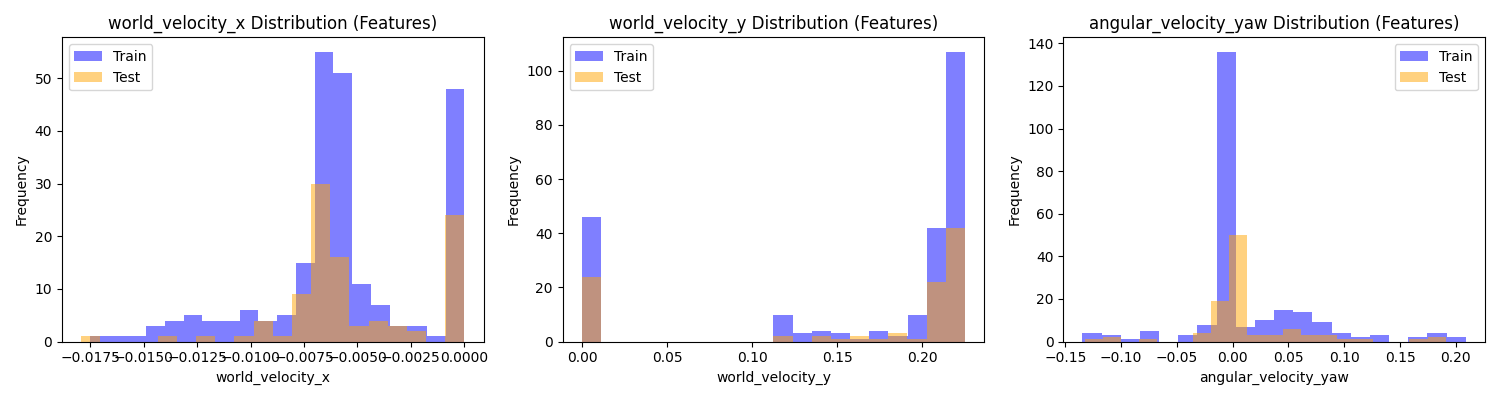 world_velocity_x Distribution (Features)
Train
Test
50
40
30
20
10
0
Frequency
−0.0175
−0.0150
−0.0125
−0.0100
−0.0075
−0.0050
−0.0025
0.0000
world_velocity_x
world_velocity_y Distribution (Features)
Train
Test
100
80
60
40
20
0
Frequency
0.00
0.05
0.10
0.15
0.20
world_velocity_y
angular_velocity_yaw Distribution (Features)
Train
Test
140
120
100
80
60
40
20
0
Frequency
−0.15
−0.10
−0.05
0.00
0.05
0.10
0.15
0.20
angular_velocity_yaw